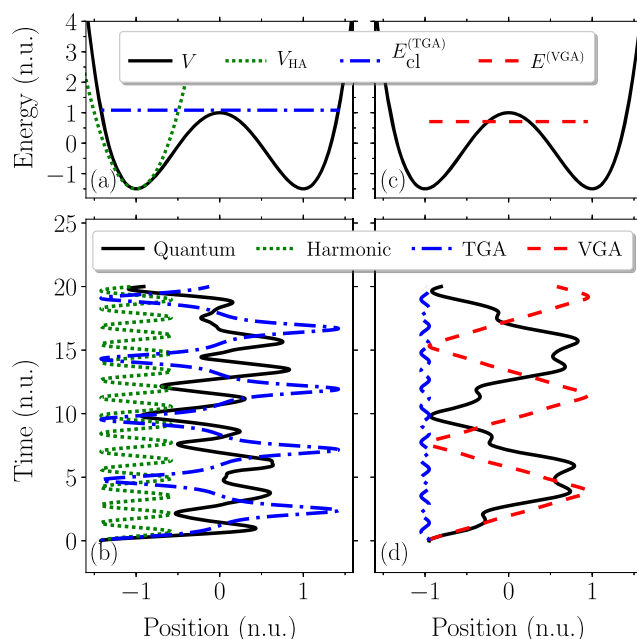 4
3
2
1
0
−1
Energy (n.u.)
V
V_HA
E_cl^(TGA)
E^(VGA)
(a)
(c)
25
20
15
10
5
0
Time (n.u.)
Quantum
Harmonic
TGA
VGA
(b)
(d)
−1 0 1
−1 0 1
Position (n.u.)
Position (n.u.)